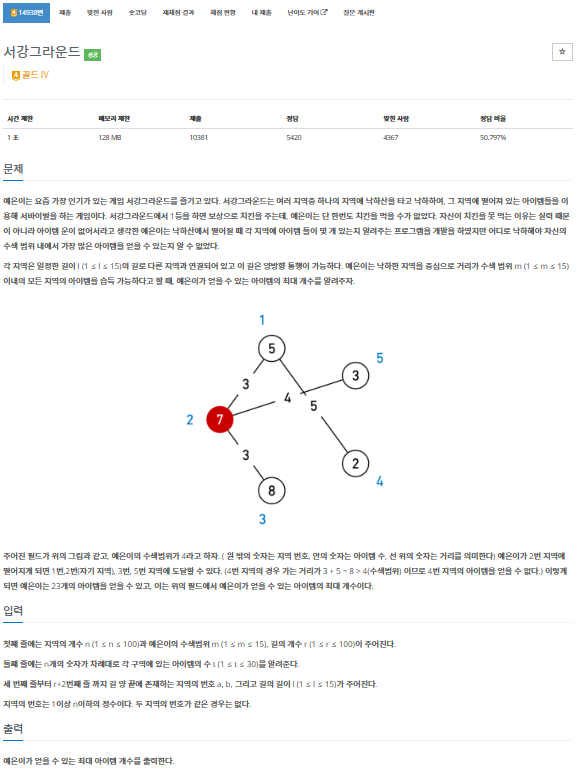 14938번 제출 맞힌 사람 숏코딩 재채점 결과 채점 현황 내 제출 난이도 기여 질문 게시판
서강그라운드 성공
4 골드 IV
☆
시간 제한 메모리 제한 제출 정답 맞힌 사람 정답 비율
1 초 128 MB 10381 5420 4367 50.797%
문제
예은이는 요즘 가장 인기가 있는 게임 서강그라운드를 즐기고 있다. 서강그라운드는 여러 지역중 하나의 지역에 낙하산을 타고 낙하하여, 그 지역에 떨어져 있는 아이템들을 이
용해 서바이벌을 하는 게임이다. 서강그라운드에서 1등을 하면 보상으로 치킨을 주는데, 예은이는 단 한번도 치킨을 먹을 수가 없었다. 자신이 치킨을 못 먹는 이유는 실력 때문
이 아니라 아이템 운이 없어서라고 생각한 예은이는 낙하산에서 떨어질 때 각 지역에 아이템 들이 몇 개 있는지 알려주는 프로그램을 개발을 하였지만 어디로 낙하해야 자신의
수색 범위 내에서 가장 많은 아이템을 얻을 수 있는지 알 수 없었다.
각 지역은 일정한 길이 l (1 ≤ l ≤ 15)의 길로 다른 지역과 연결되어 있고 이 길은 양방향 통행이 가능하다. 예은이는 낙하한 지역을 중심으로 거리가 수색 범위 m (1 ≤ m ≤ 15)
이내의 모든 지역의 아이템을 습득 가능하다고 할 때, 예은이가 얻을 수 있는 아이템의 최대 개수를 알려주자.
1
5
5
3
3
4
5
2
7
3
2
4
8
3
주어진 필드가 위의 그림과 같고, 예은이의 수색범위가 4라고 하자. ( 원 밖의 숫자는 지역 번호, 안의 숫자는 아이템 수, 선 위의 숫자는 거리를 의미한다) 예은이가 2번 지역에
떨어지게 되면 1번,2번(자기 지역), 3번, 5번 지역에 도달할 수 있다. (4번 지역의 경우 가는 거리가 3 + 5 = 8 > 4(수색범위) 이므로 4번 지역의 아이템을 얻을 수 없다.) 이렇게
되면 예은이는 23개의 아이템을 얻을 수 있고, 이는 위의 필드에서 예은이가 얻을 수 있는 아이템의 최대 개수이다.
입력
첫째 줄에는 지역의 개수 n (1 ≤ n ≤ 100)과 예은이의 수색범위 m (1 ≤ m ≤ 15), 길의 개수 r (1 ≤ r ≤ 100)이 주어진다.
둘째 줄에는 n개의 숫자가 차례대로 각 구역에 있는 아이템의 수 t (1 ≤ t ≤ 30)를 알려준다.
세 번째 줄부터 r+2번째 줄 까지 길 양 끝에 존재하는 지역의 번호 a, b, 그리고 길의 길이 l (1 ≤ l ≤ 15)가 주어진다.
지역의 번호는 1이상 n이하의 정수이다. 두 지역의 번호가 같은 경우는 없다.
출력
예은이가 얻을 수 있는 최대 아이템 개수를 출력한다.